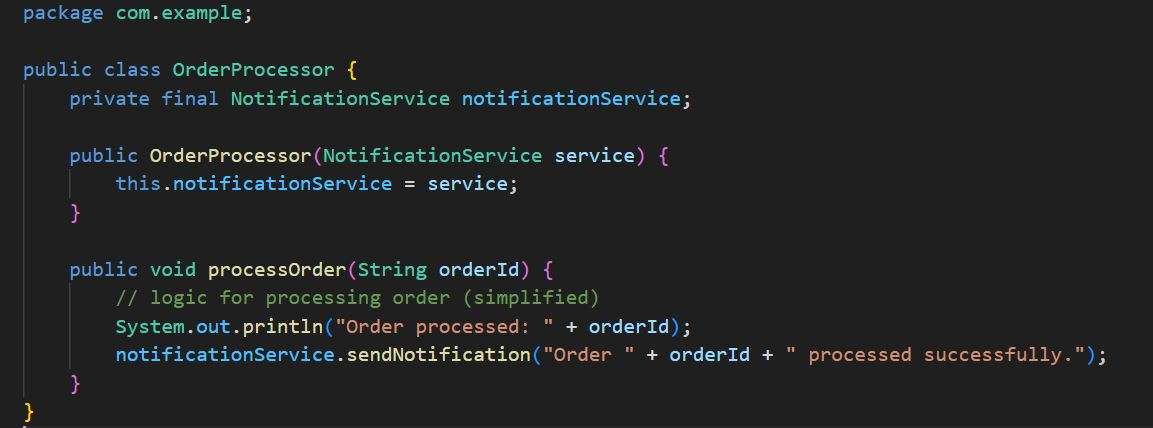 package com.example;
public class OrderProcessor {
private final NotificationService notificationService;
public OrderProcessor(NotificationService service) {
this.notificationService = service;
}
public void processOrder(String orderId) {
// logic for processing order (simplified)
System.out.println("Order processed: " + orderId);
notificationService.sendNotification("Order " + orderId + " processed successfully.");
}
}